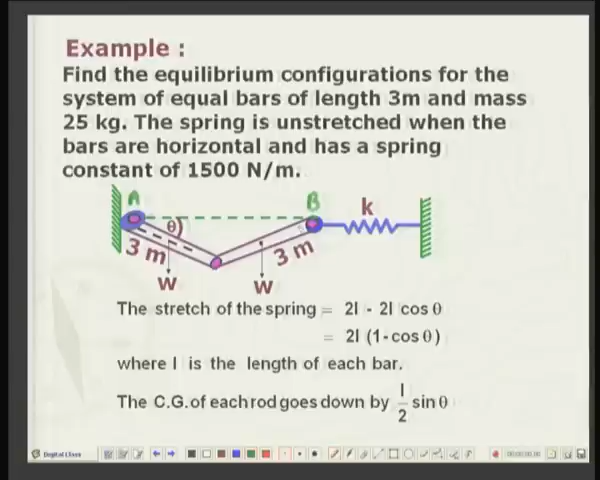 Example :
Find the equilibrium configurations for the
system of equal bars of length 3m and mass
25 kg. The spring is unstretched when the
bars are horizontal and has a spring
constant of 1500 N/m.
A
B
k
θ
3 m
3 m
W
W
The stretch of the spring = 2l - 2l cos θ
= 2l (1-cos θ)
where l is the length of each bar.
The C.G. of each rod goes down by l/2 sin θ
Digital Class